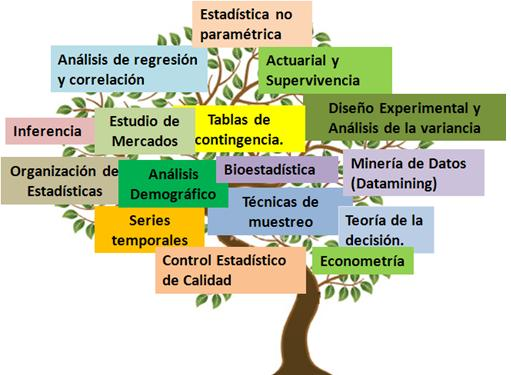 Estadística no
paramétrica
Análisis de regresión
y correlación
Actuarial y
Supervivencia
Diseño Experimental y
Análisis de la variancia
Estudio de
Mercados
Tablas de
contingencia.
Inferencia
Organización de
Estadísticas
Análisis
Demográfico
Bioestadística
Minería de Datos
(Datamining)
Técnicas de
muestreo
Series
temporales
Teoría de la
decisión.
Control Estadístico
de Calidad
Econometría